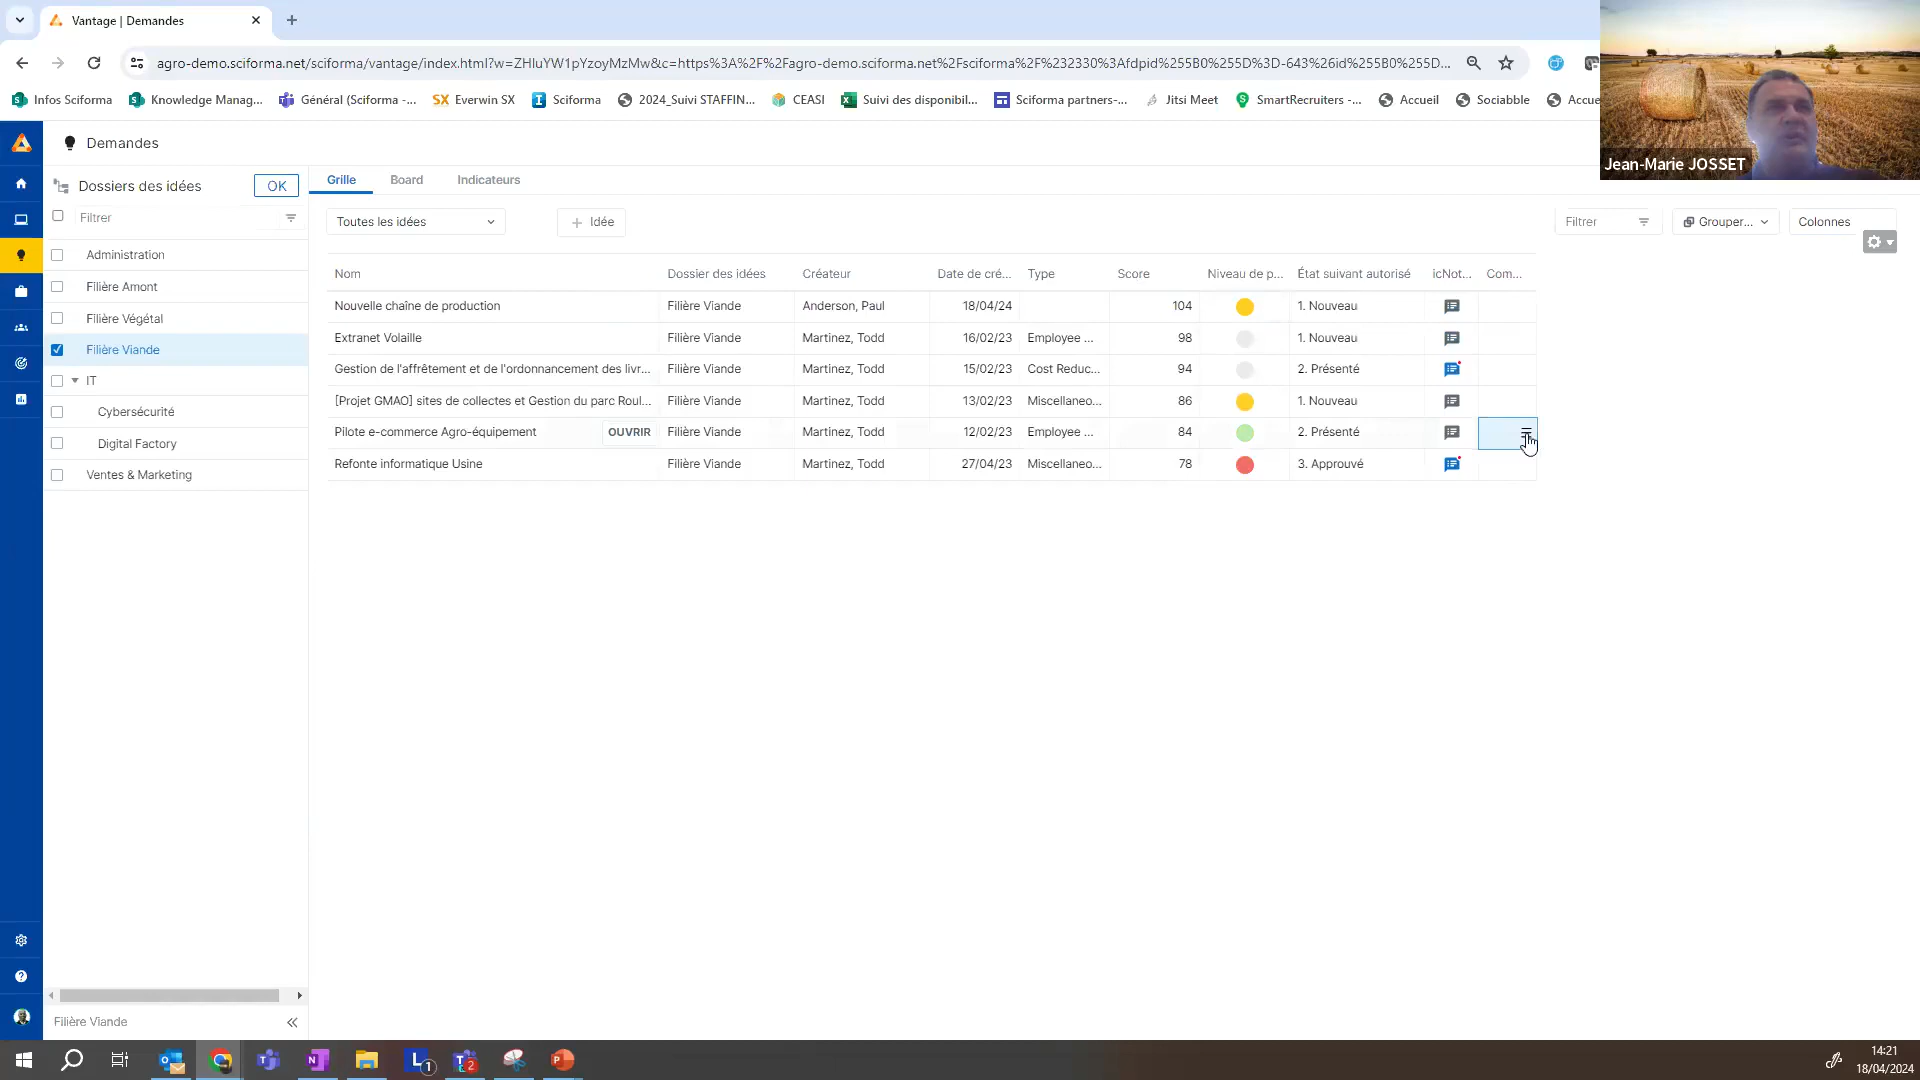 Vantage | Demandes
agro-demo.sciforma.net/sciforma/vantage/index.html?w=ZHIuYW1pYzoyMzMw&c=https%3A%2F%2Fagro-demo.sciforma.net%2Fsciforma%2F%232330%3Afdpid%255B0%255D%3D-643%26id%255B0%255D...
Infos Sciforma
Knowledge Manag...
Général (Sciforma -...
Everwin SX
Sciforma
2024_Suivi STAFFIN...
CEASI
Suivi des disponibil...
Sciforma partners-...
Jitsi Meet
SmartRecruiters -...
Accueil
Sociabble
Accue
Jean-Marie JOSSET
Demandes
Dossiers des idées
OK
Filtrer
Administration
Filière Amont
Filière Végétal
Filière Viande
IT
Cybersécurité
Digital Factory
Ventes & Marketing
Filière Viande
Grille Board Indicateurs
Toutes les idées
+ Idée
Filtrer
Grouper...
Colonnes
Nom Dossier des idées Créateur Date de cré... Type Score Niveau de p... État suivant autorisé icNot... Com...
Nouvelle chaîne de production Filière Viande Anderson, Paul 18/04/24 104 1. Nouveau
Extranet Volaille Filière Viande Martinez, Todd 16/02/23 Employee ... 98 1. Nouveau
Gestion de l'affrêtement et de l'ordonnancement des livr... Filière Viande Martinez, Todd 15/02/23 Cost Reduc... 94 2. Présenté
[Projet GMAO] sites de collectes et Gestion du parc Roul... Filière Viande Martinez, Todd 13/02/23 Miscellaneo... 86 1. Nouveau
Pilote e-commerce Agro-équipement OUVRIR Filière Viande Martinez, Todd 12/02/23 Employee ... 84 2. Présenté
Refonte informatique Usine Filière Viande Martinez, Todd 27/04/23 Miscellaneo... 78 3. Approuvé
14:21
18/04/2024